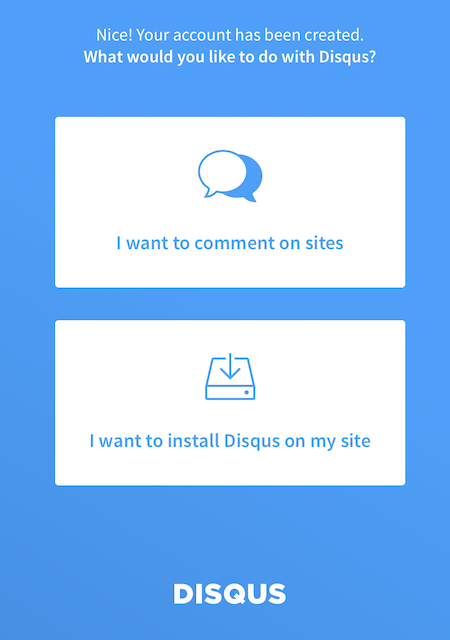 Nice! Your account has been created.
What would you like to do with Disqus?
I want to comment on sites
I want to install Disqus on my site
DISQUS